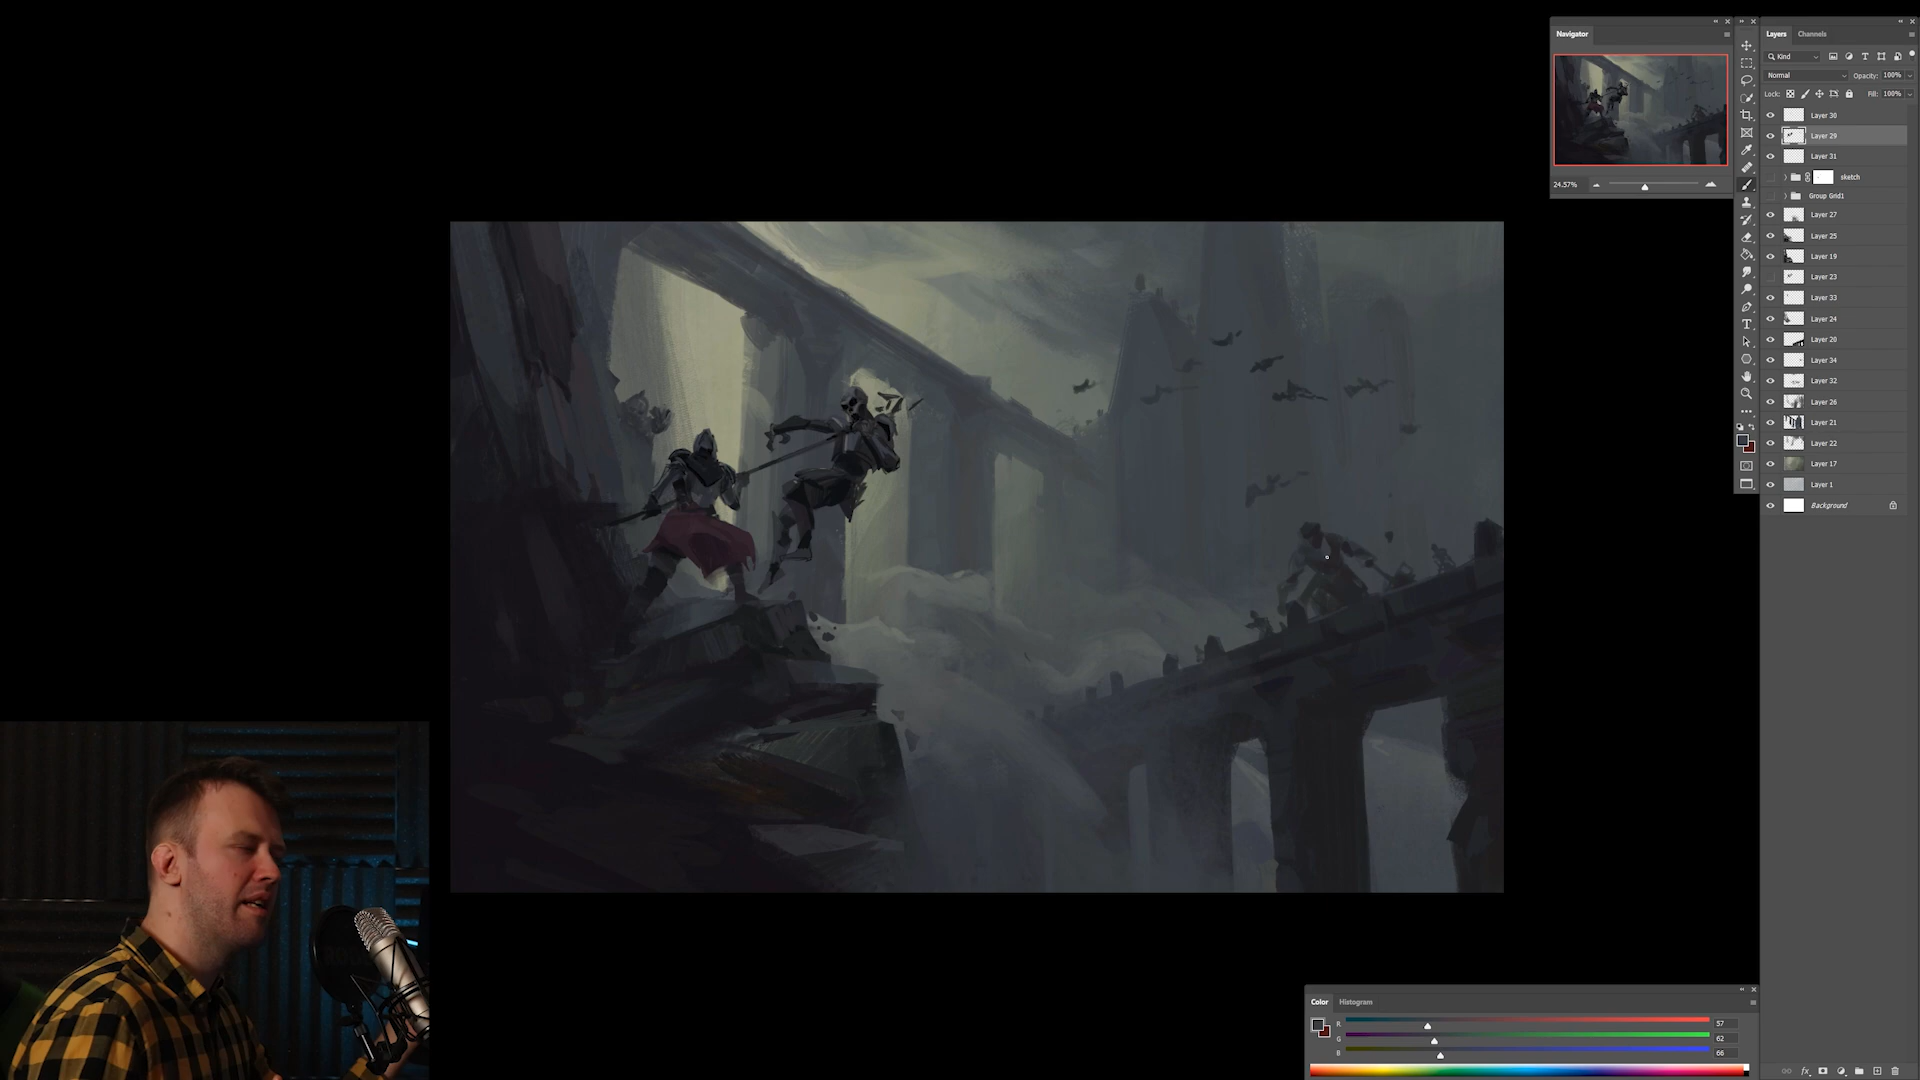 Navigator
24.57%
Layers Channels
Kind
Normal Opacity: 100%
Lock: Fill: 100%
Layer 30
Layer 29
Layer 31
sketch
Group Grid1
Layer 27
Layer 25
Layer 19
Layer 23
Layer 33
Layer 24
Layer 20
Layer 34
Layer 32
Layer 26
Layer 21
Layer 22
Layer 17
Layer 1
Background
Color Histogram
R 57
G 62
B 66